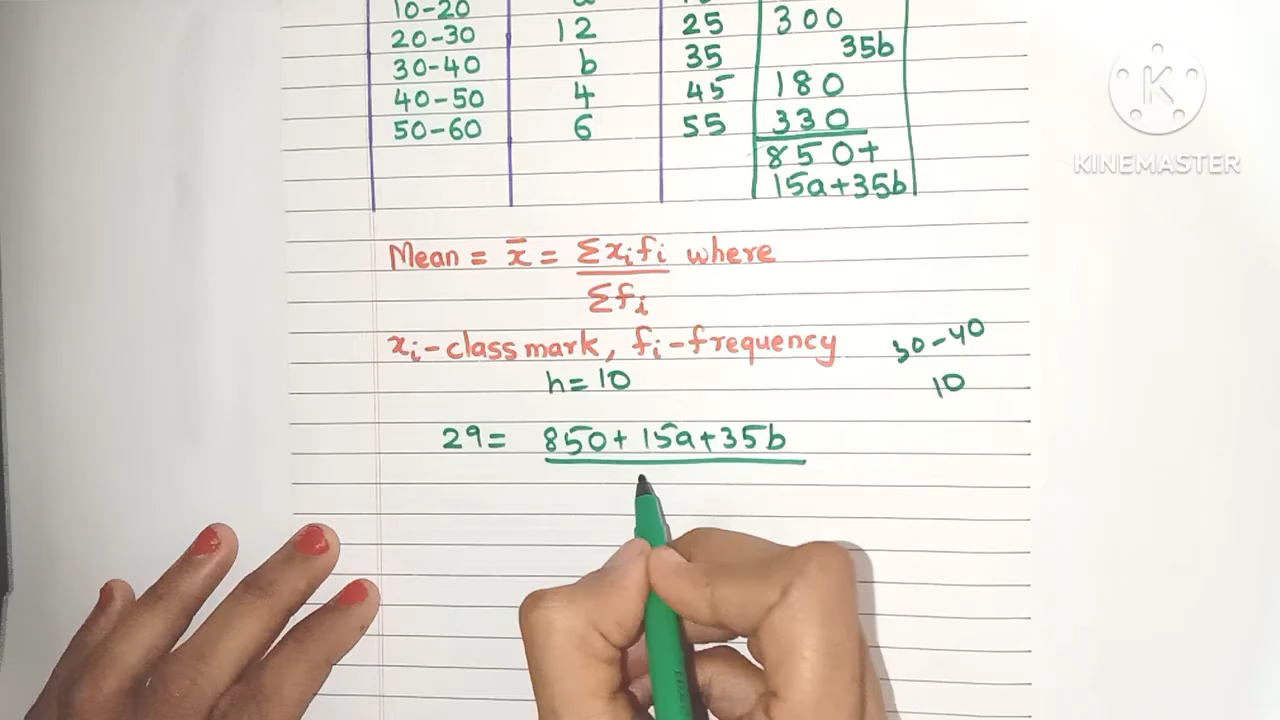 10-20 a
20-30 12 25 300
30-40 b 35 35b
40-50 4 45 180
50-60 6 55 330
850+
15a+35b
KINEMASTER
Mean = x̄ = Σxᵢfᵢ where
Σfᵢ
xᵢ-class mark, fᵢ-frequency
30-40
h=10
10
29= 850+15a+35b